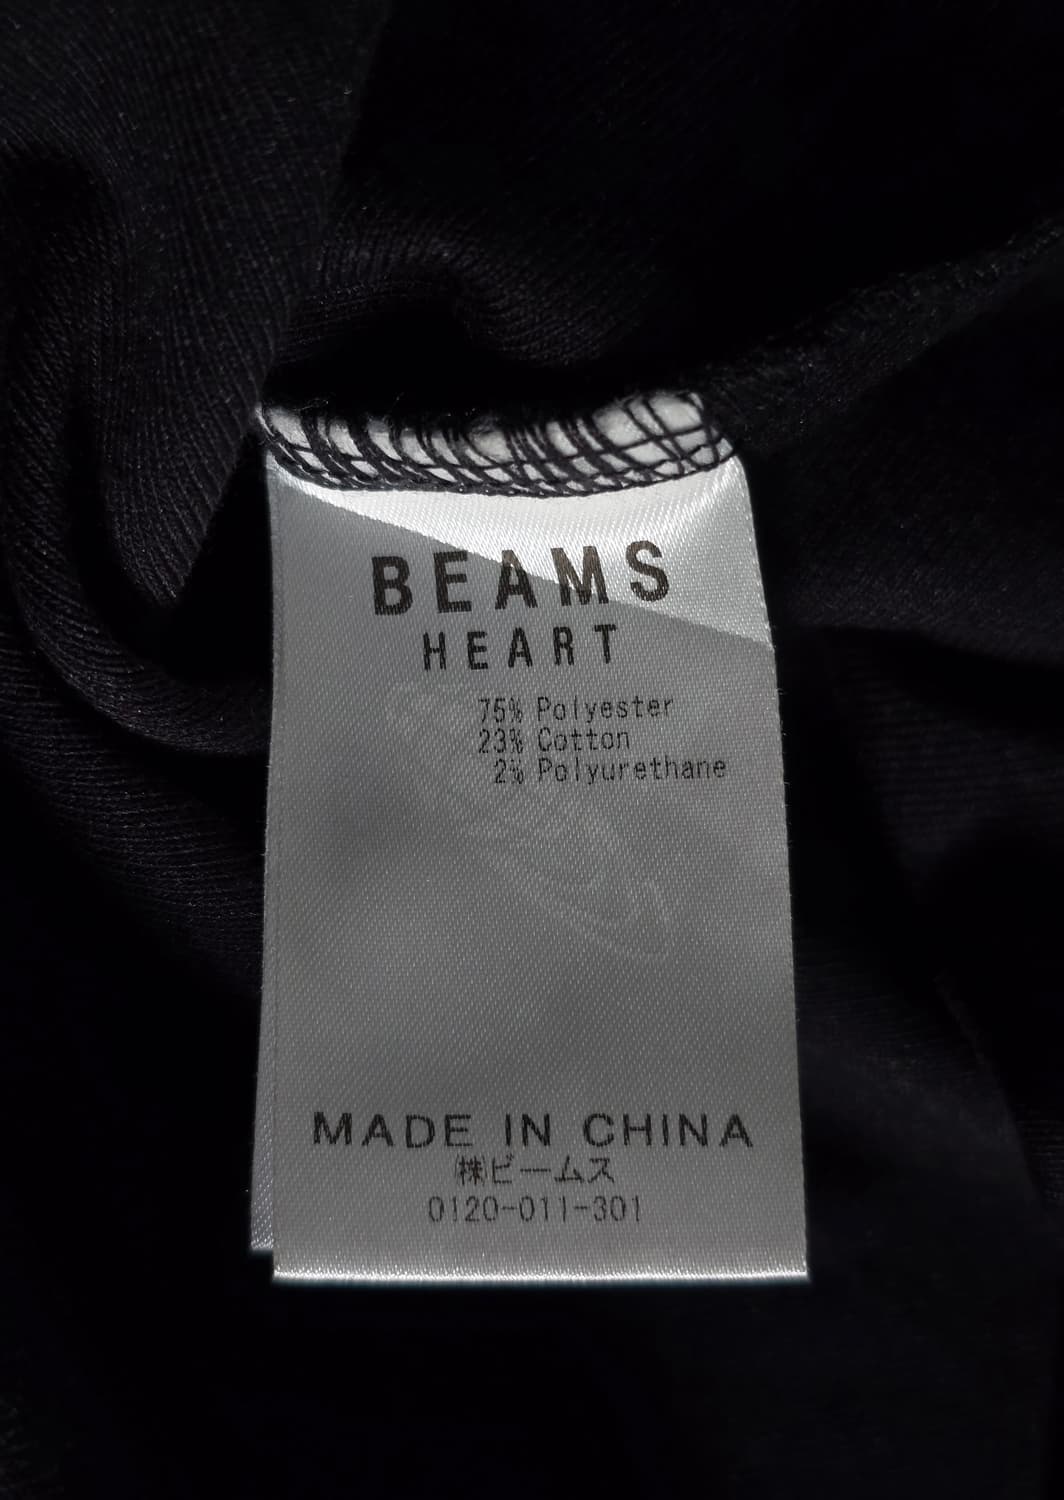 BEAMS
HEART
75% Polyester
23% Cotton
2% Polyurethane
MADE IN CHINA
㈱ビームス
0120-011-301